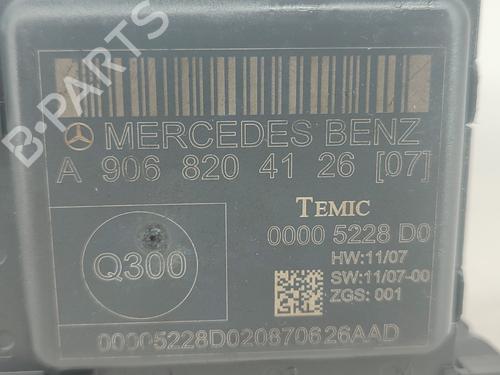 B-PARTS
MERCEDES BENZ
A 906 820 41 26 [07]
TEMIC
0000 5228 D0
HW:11/07
SW:11/07-00
ZGS: 001
Q300
00005228D020870626AAD